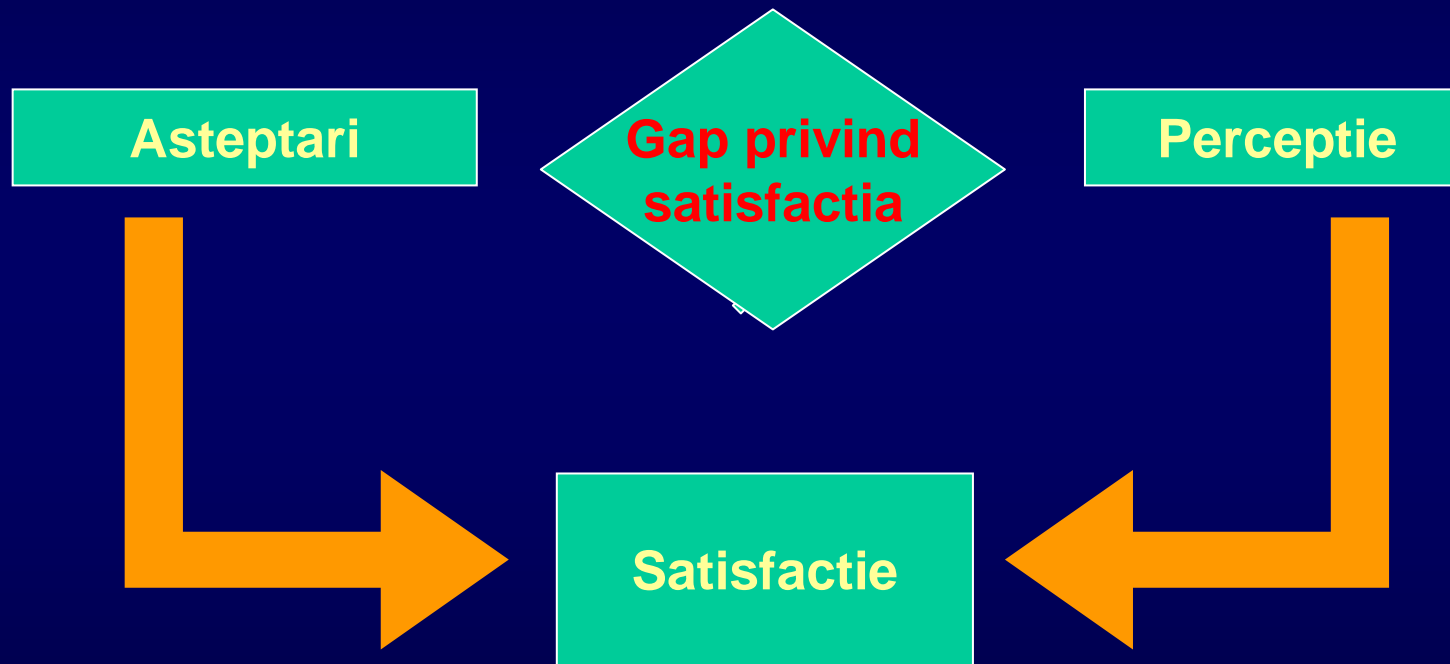 Asteptari
Gap privind
satisfactia
Perceptie
Satisfactie